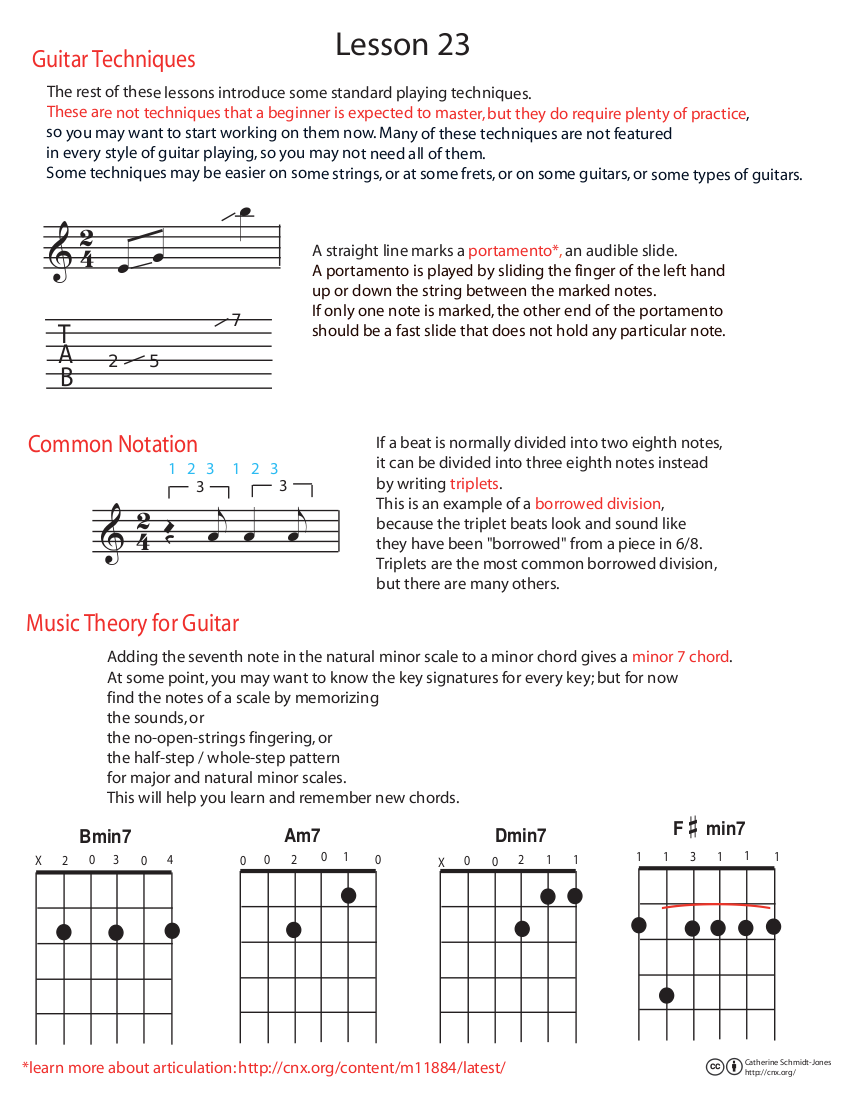 Lesson 23
Guitar Techniques
The rest of these lessons introduce some standard playing techniques.
These are not techniques that a beginner is expected to master, but they do require plenty of practice,
so you may want to start working on them now. Many of these techniques are not featured
in every style of guitar playing, so you may not need all of them.
Some techniques may be easier on some strings, or at some frets, or on some guitars, or some types of guitars.
2
4
A straight line marks a portamento*, an audible slide.
A portamento is played by sliding the finger of the left hand
up or down the string between the marked notes.
If only one note is marked, the other end of the portamento
should be a fast slide that does not hold any particular note.
7
T
A
B
2 5
Common Notation
1 2 3 1 2 3
3 3
2
4
If a beat is normally divided into two eighth notes,
it can be divided into three eighth notes instead
by writing triplets.
This is an example of a borrowed division,
because the triplet beats look and sound like
they have been "borrowed" from a piece in 6/8.
Triplets are the most common borrowed division,
but there are many others.
Music Theory for Guitar
Adding the seventh note in the natural minor scale to a minor chord gives a minor 7 chord.
At some point, you may want to know the key signatures for every key; but for now
find the notes of a scale by memorizing
the sounds, or
the no-open-strings fingering, or
the half-step / whole-step pattern
for major and natural minor scales.
This will help you learn and remember new chords.
Bmin7
X 2 0 3 0 4
Am7
0 0 2 0 1 0
Dmin7
X 0 0 2 1 1
F♯ min7
1 1 3 1 1 1
*learn more about articulation: http://cnx.org/content/m11884/latest/
cc
Catherine Schmidt-Jones
http://cnx.org/